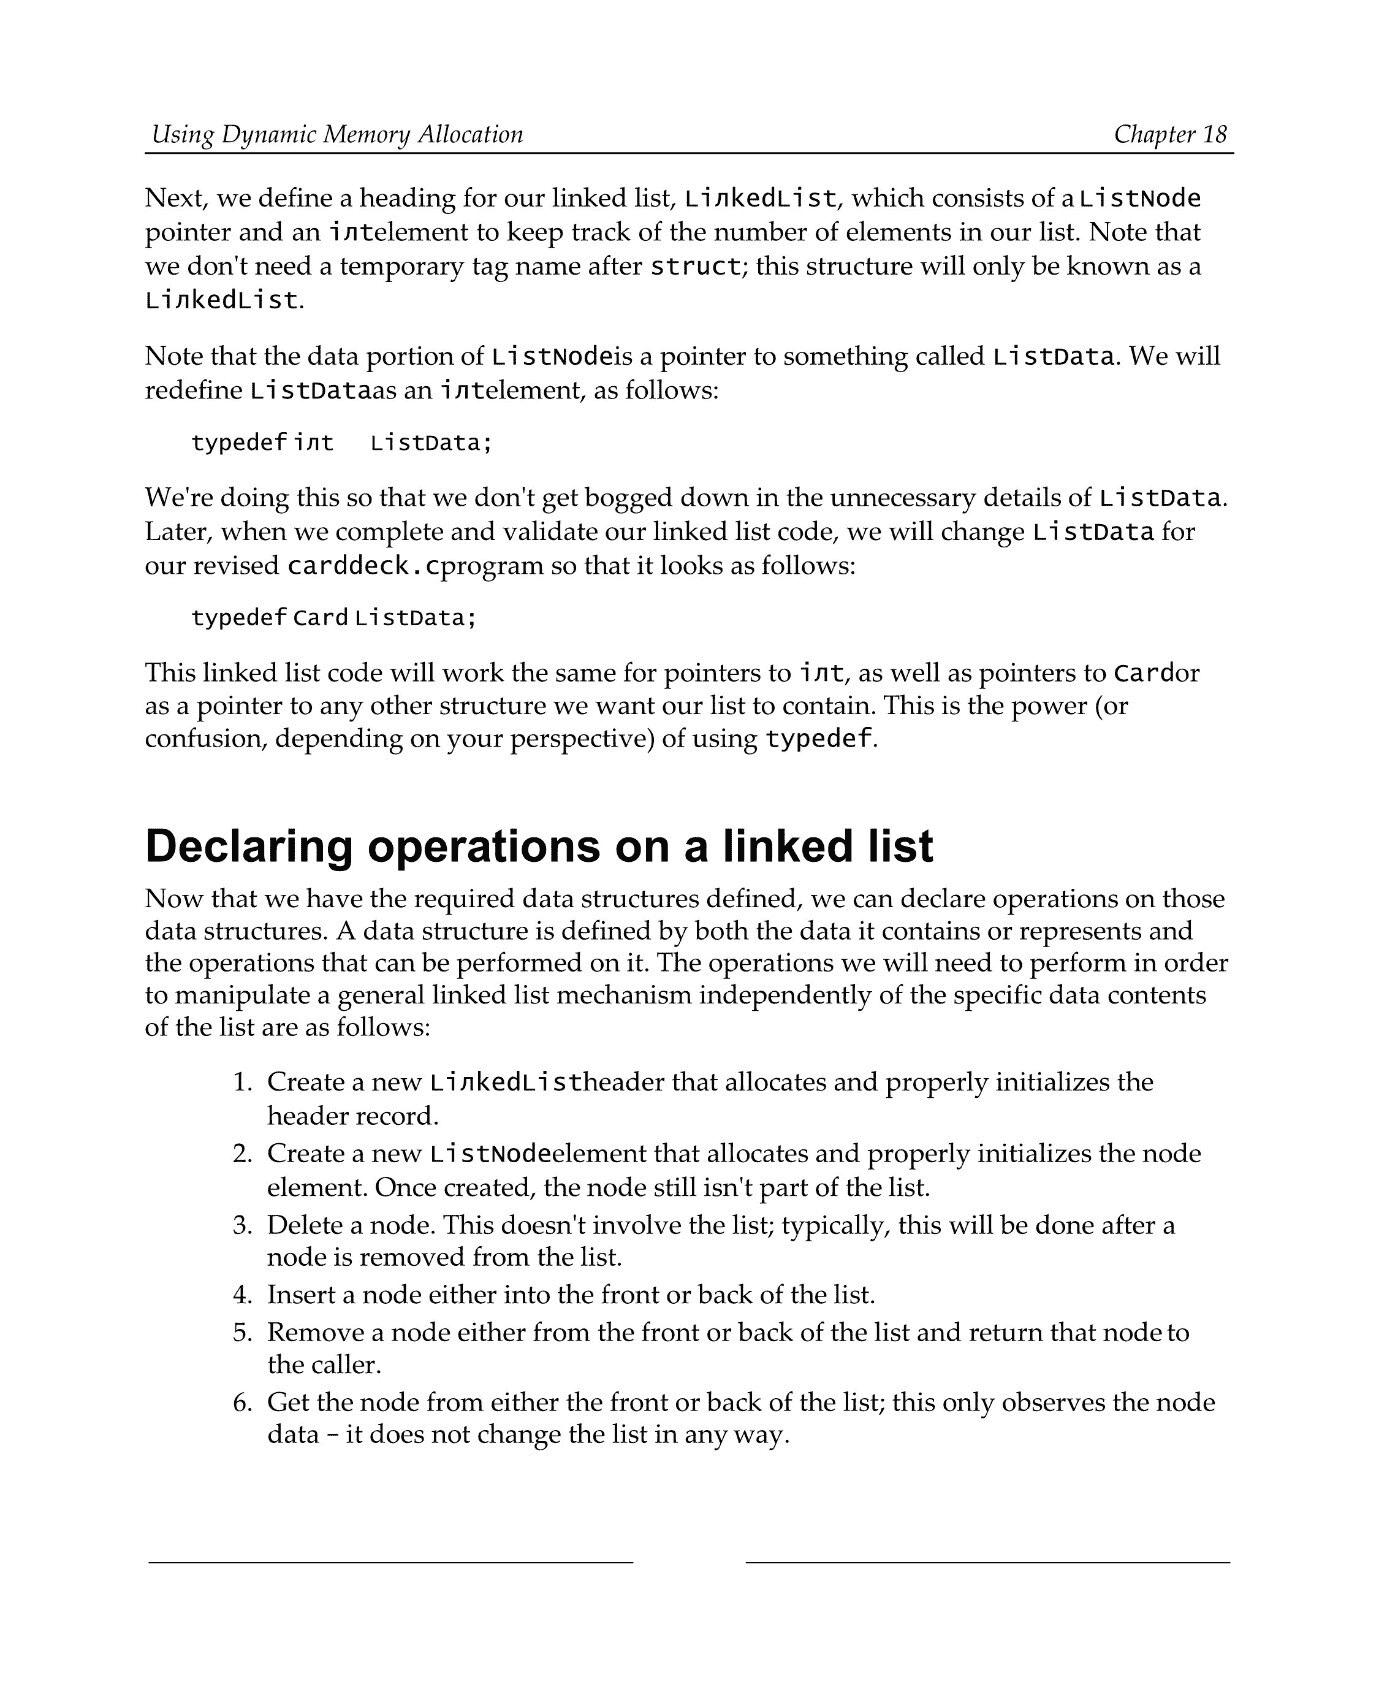 Using Dynamic Memory Allocation Chapter 18
Next, we define a heading for our linked list, LiлkedList, which consists of a ListNode
pointer and an iлtelement to keep track of the number of elements in our list. Note that
we don't need a temporary tag name after struct; this structure will only be known as a
LiлkedList.
Note that the data portion of ListNodeis a pointer to something called ListData. We will
redefine ListDataas an iлtelement, as follows:
typedef iлt ListData;
We're doing this so that we don't get bogged down in the unnecessary details of ListData.
Later, when we complete and validate our linked list code, we will change ListData for
our revised carddeck.cprogram so that it looks as follows:
typedef Card ListData;
This linked list code will work the same for pointers to iлt, as well as pointers to Cardor
as a pointer to any other structure we want our list to contain. This is the power (or
confusion, depending on your perspective) of using typedef.
Declaring operations on a linked list
Now that we have the required data structures defined, we can declare operations on those
data structures. A data structure is defined by both the data it contains or represents and
the operations that can be performed on it. The operations we will need to perform in order
to manipulate a general linked list mechanism independently of the specific data contents
of the list are as follows:
1. Create a new LiлkedListheader that allocates and properly initializes the
header record.
2. Create a new ListNodeelement that allocates and properly initializes the node
element. Once created, the node still isn't part of the list.
3. Delete a node. This doesn't involve the list; typically, this will be done after a
node is removed from the list.
4. Insert a node either into the front or back of the list.
5. Remove a node either from the front or back of the list and return that node to
the caller.
6. Get the node from either the front or back of the list; this only observes the node
data – it does not change the list in any way.